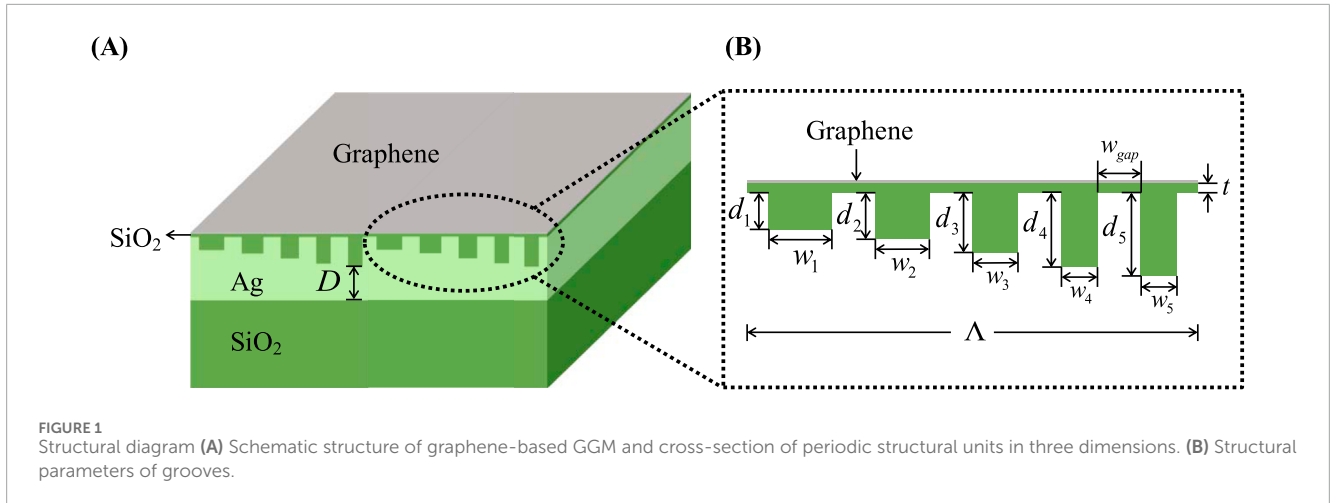 (A)
(B)
Graphene
SiO₂
Ag
D
SiO₂
Graphene
w_gap
t
d₁
d₂
d₃
d₄
d₅
w₁
w₂
w₃
w₄
w₅
Λ
FIGURE 1
Structural diagram (A) Schematic structure of graphene-based GGM and cross-section of periodic structural units in three dimensions. (B) Structural
parameters of grooves.